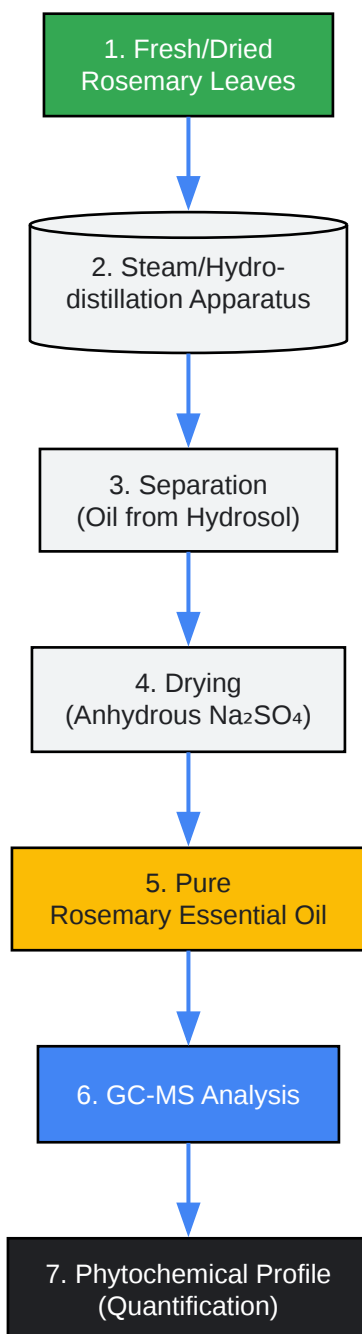 1. Fresh/Dried
Rosemary Leaves
2. Steam/Hydro-
distillation Apparatus
3. Separation
(Oil from Hydrosol)
4. Drying
(Anhydrous Na₂SO₄)
5. Pure
Rosemary Essential Oil
6. GC-MS Analysis
7. Phytochemical Profile
(Quantification)